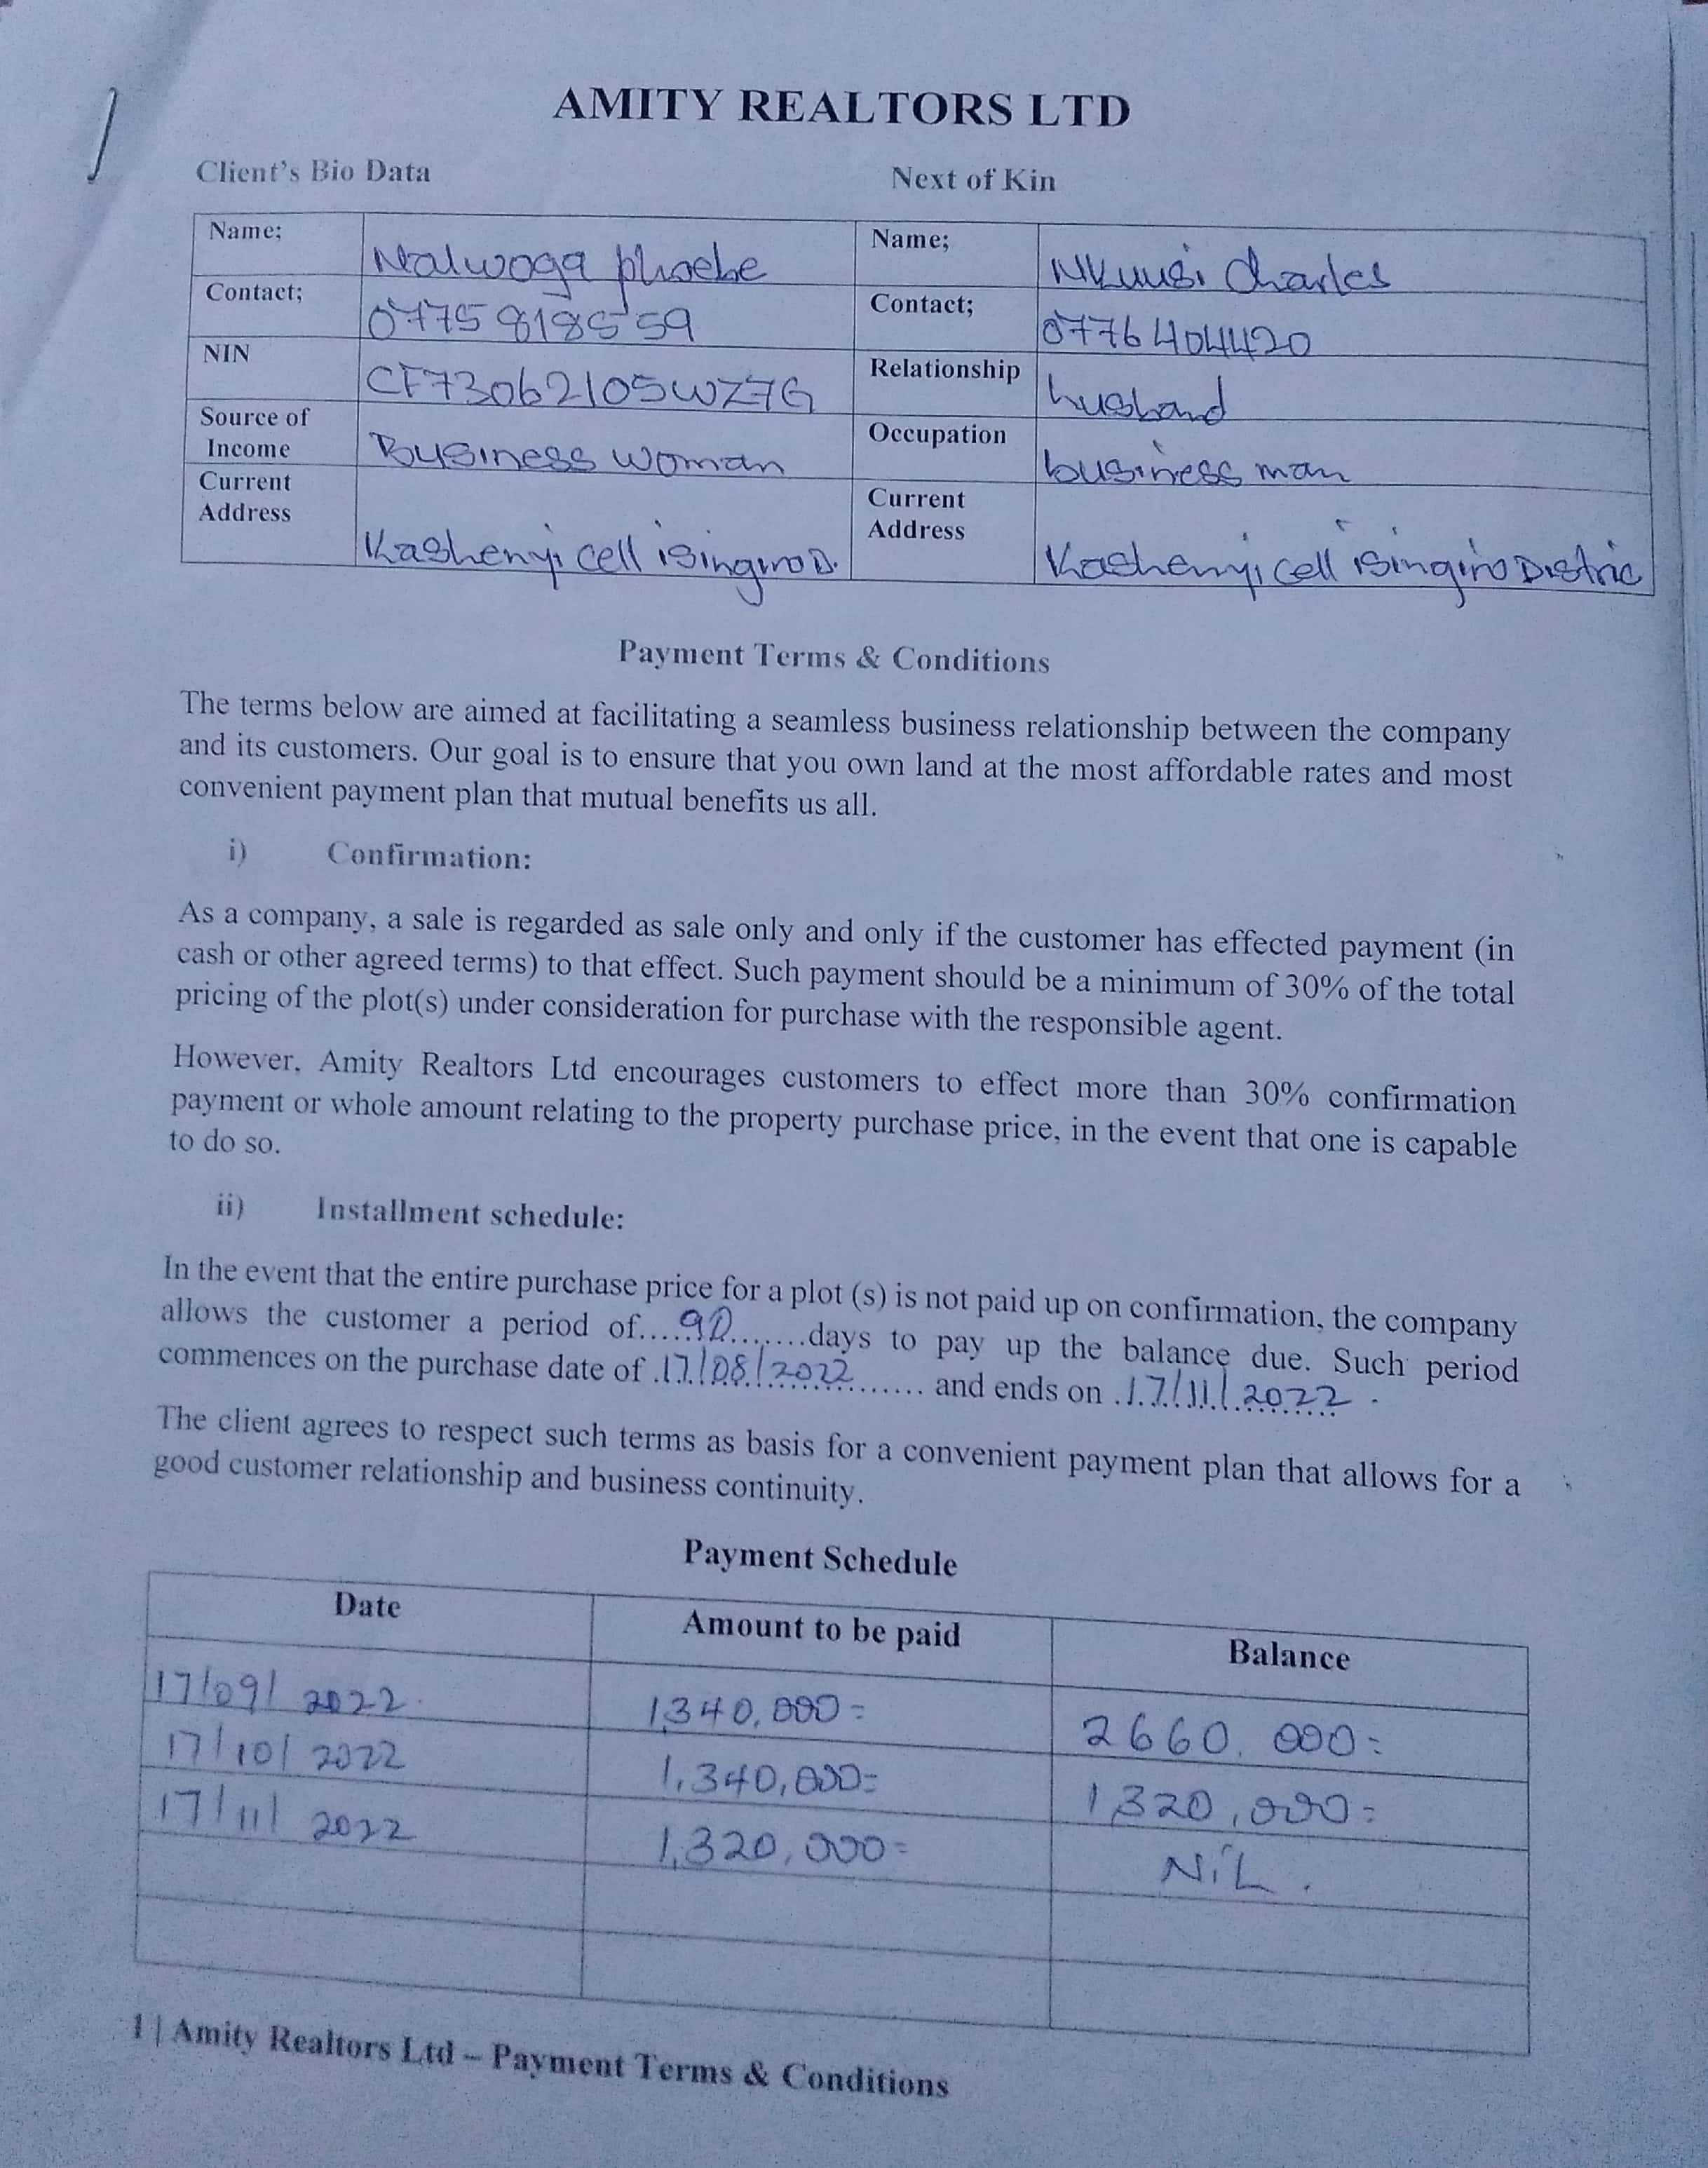 AMITY REALTORS LTD
Client's Bio Data Next of Kin
Name; Nalwoga phoebe Name; Nkuusi Charles
Contact; 0775818559 Contact; 0776404420
NIN CF73062105WZ7G Relationship husband
Source of Income Business woman Occupation business man
Current Address Kashenyi cell isingiro D. Current Address Kashenyi cell isingiro Distric
Payment Terms & Conditions
The terms below are aimed at facilitating a seamless business relationship between the company
and its customers. Our goal is to ensure that you own land at the most affordable rates and most
convenient payment plan that mutual benefits us all.
i) Confirmation:
As a company, a sale is regarded as sale only and only if the customer has effected payment (in
cash or other agreed terms) to that effect. Such payment should be a minimum of 30% of the total
pricing of the plot(s) under consideration for purchase with the responsible agent.
However, Amity Realtors Ltd encourages customers to effect more than 30% confirmation
payment or whole amount relating to the property purchase price, in the event that one is capable
to do so.
ii) Installment schedule:
In the event that the entire purchase price for a plot (s) is not paid up on confirmation, the company
allows the customer a period of.....90.......days to pay up the balance due. Such period
commences on the purchase date of .17/08/2022....... and ends on .17/11/2022.
The client agrees to respect such terms as basis for a convenient payment plan that allows for a
good customer relationship and business continuity.
Payment Schedule
Date Amount to be paid Balance
17/09/2022. 1,340,000= 2660.000=
17/10/2022 1,340,000= 1,320,000=
17/11/2022 1,320,000= NiL.
1 | Amity Realtors Ltd – Payment Terms & Conditions